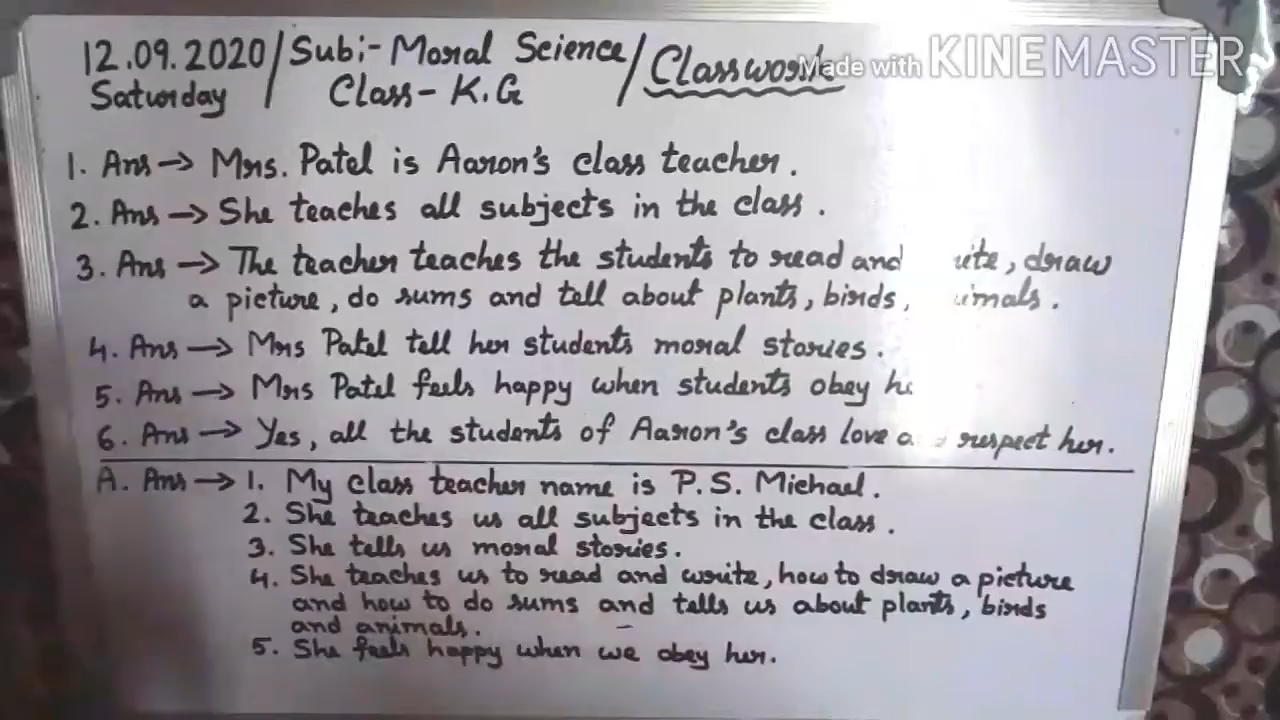 12.09.2020 / Sub:- Moral Science / Classwork
Saturday / Class- K.G
Made with KINEMASTER
1. Ans → Mrs. Patel is Aaron's class teacher.
2. Ans → She teaches all subjects in the class.
3. Ans → The teacher teaches the students to read and , draw
a picture, do sums and tell about plants, birds, .
4. Ans → Mrs Patel tell her students moral stories.
5. Ans → Mrs Patel feels happy when students obey
6. Ans → Yes, all the students of Aaron's class love respect her.
A. Ans → 1. My class teacher name is P.S. Michael.
2. She teaches us all subjects in the class.
3. She tells us moral stories.
4. She teaches us to read and write, how to draw a picture
and how to do sums and tells us about plants, birds
and animals.
5. She feels happy when we obey her.